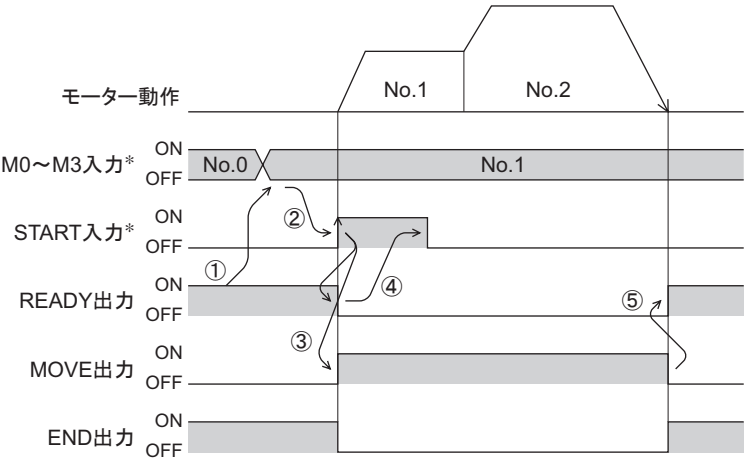 No.1 No.2
モーター動作
M0～M3入力* ON OFF No.0 No.1
② START入力* ON OFF
① ④ READY出力 ON OFF ⑤
③ MOVE出力 ON OFF
END出力 ON OFF